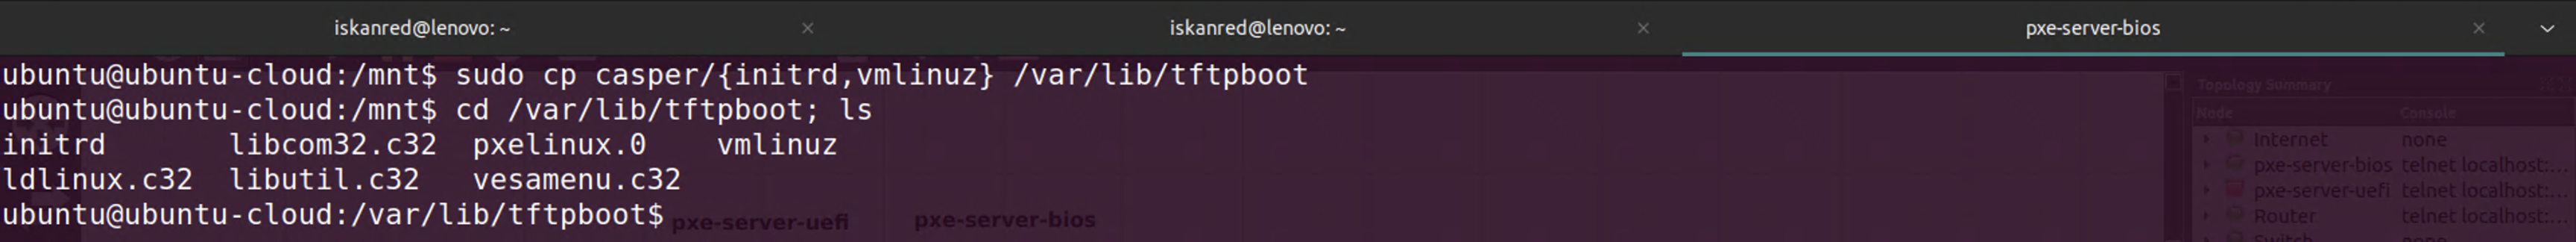 iskanred@lenovo: ~ × iskanred@lenovo: ~ × pxe-server-bios ×
ubuntu@ubuntu-cloud:/mnt$ sudo cp casper/{initrd,vmlinuz} /var/lib/tftpboot
ubuntu@ubuntu-cloud:/mnt$ cd /var/lib/tftpboot; ls
initrd libcom32.c32 pxelinux.0 vmlinuz
ldlinux.c32 libutil.c32 vesamenu.c32
ubuntu@ubuntu-cloud:/var/lib/tftpboot$
pxe-server-uefi pxe-server-bios
Topology Summary
Node Console
Internet none
pxe-server-bios telnet localhost:...
pxe-server-uefi telnet localhost:...
Router telnet localhost:...
Switch none